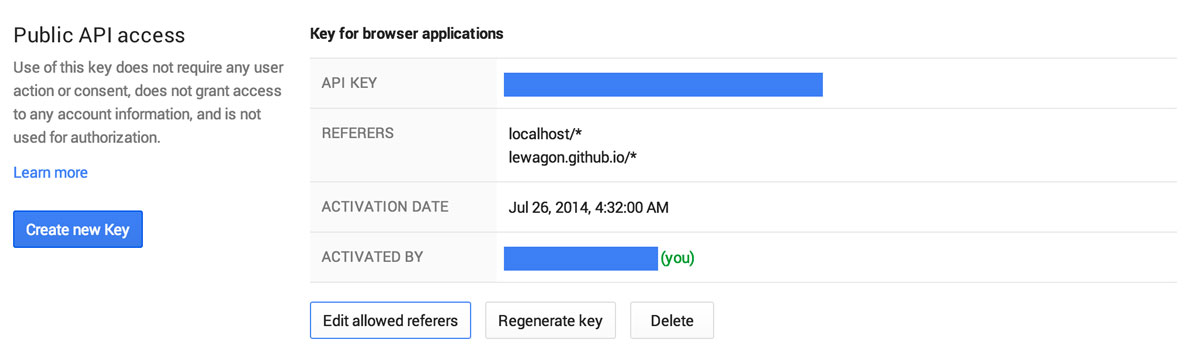 Public API access
Use of this key does not require any user
action or consent, does not grant access
to any account information, and is not
used for authorization.
Learn more
Create new Key
Key for browser applications
API KEY
REFERERS
localhost/*
lewagon.github.io/*
ACTIVATION DATE
Jul 26, 2014, 4:32:00 AM
ACTIVATED BY
(you)
Edit allowed referers
Regenerate key
Delete